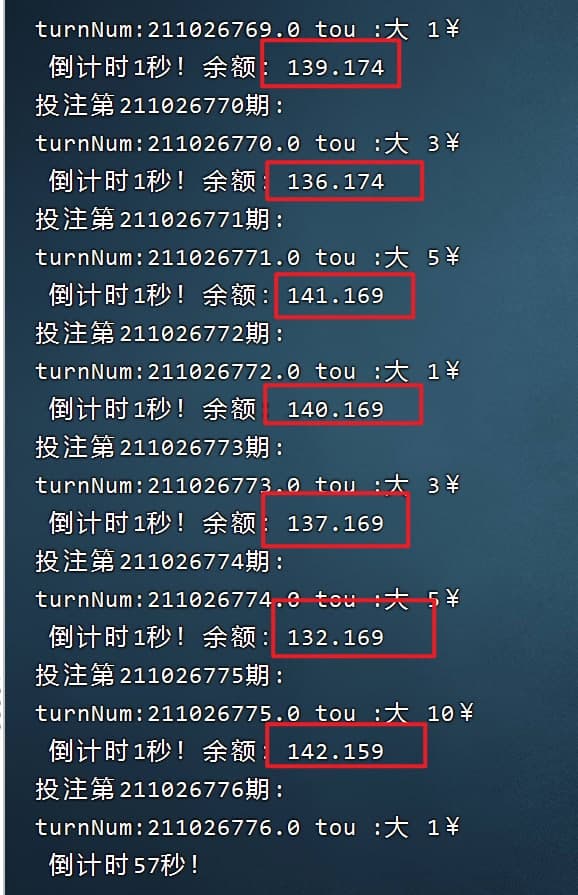 turnNum:211026769.0 tou :大 1¥
倒计时1秒! 余额: 139.174
投注第211026770期:
turnNum:211026770.0 tou :大 3¥
倒计时1秒! 余额: 136.174
投注第211026771期:
turnNum:211026771.0 tou :大 5¥
倒计时1秒! 余额: 141.169
投注第211026772期:
turnNum:211026772.0 tou :大 1¥
倒计时1秒! 余额: 140.169
投注第211026773期:
turnNum:211026773.0 tou :大 3¥
倒计时1秒! 余额: 137.169
投注第211026774期:
turnNum:211026774.0 tou :大 5¥
倒计时1秒! 余额: 132.169
投注第211026775期:
turnNum:211026775.0 tou :大 10¥
倒计时1秒! 余额: 142.159
投注第211026776期:
turnNum:211026776.0 tou :大 1¥
倒计时57秒!